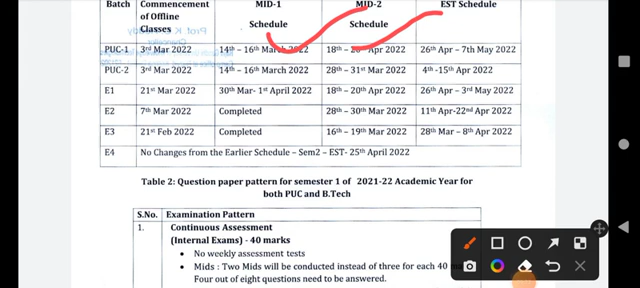 Batch Commencement of Offline Classes MID-1 Schedule MID-2 Schedule EST Schedule
PUC-1 3rd Mar 2022 14th – 16th March 2022 18th – Apr 2022 26th Apr – 7th May 2022
PUC-2 3rd Mar 2022 14th – 16th March 2022 28th – 31st Mar 2022 4th -15th Apr 2022
E1 21st Mar 2022 30th Mar- 1st April 2022 18th – 20th Apr 2022 26th Apr – 3rd May 2022
E2 7th Mar 2022 Completed 28th – 30th Mar 2022 11th Apr-22nd Apr 2022
E3 21st Feb 2022 Completed 16th – 19th Mar 2022 28th Mar – 8th Apr 2022
E4 No Changes from the Earlier Schedule – Sem2 – EST- 25th April 2022
Table 2: Question paper pattern for semester 1 of 2021-22 Academic Year for
both PUC and B.Tech
S.No. Examination Pattern
1. Continuous Assessment
(Internal Exams) - 40 marks
• No weekly assessment tests
• Mids : Two Mids will be conducted instead of three for each 40
Four out of eight questions need to be answered.